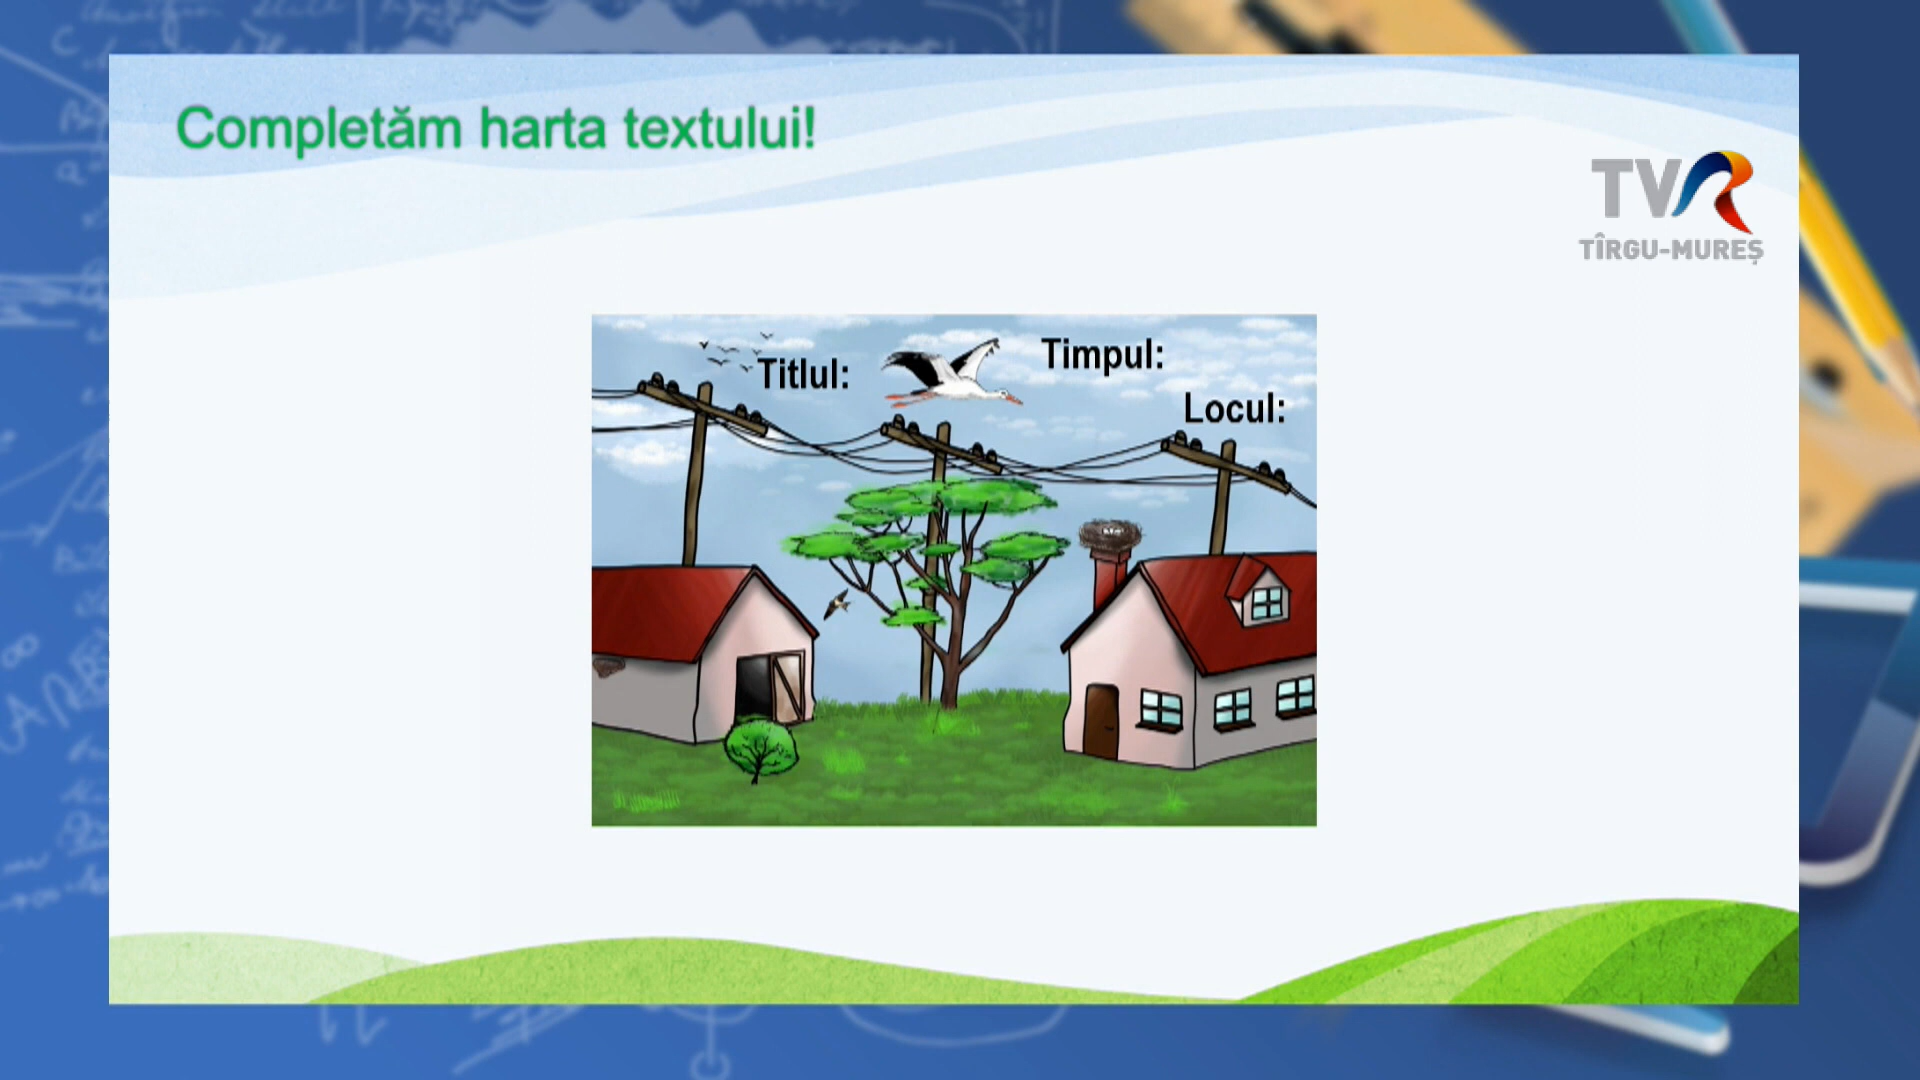 Completăm harta textului!
TVR
TÎRGU-MUREȘ
Titlul:
Timpul:
Locul: